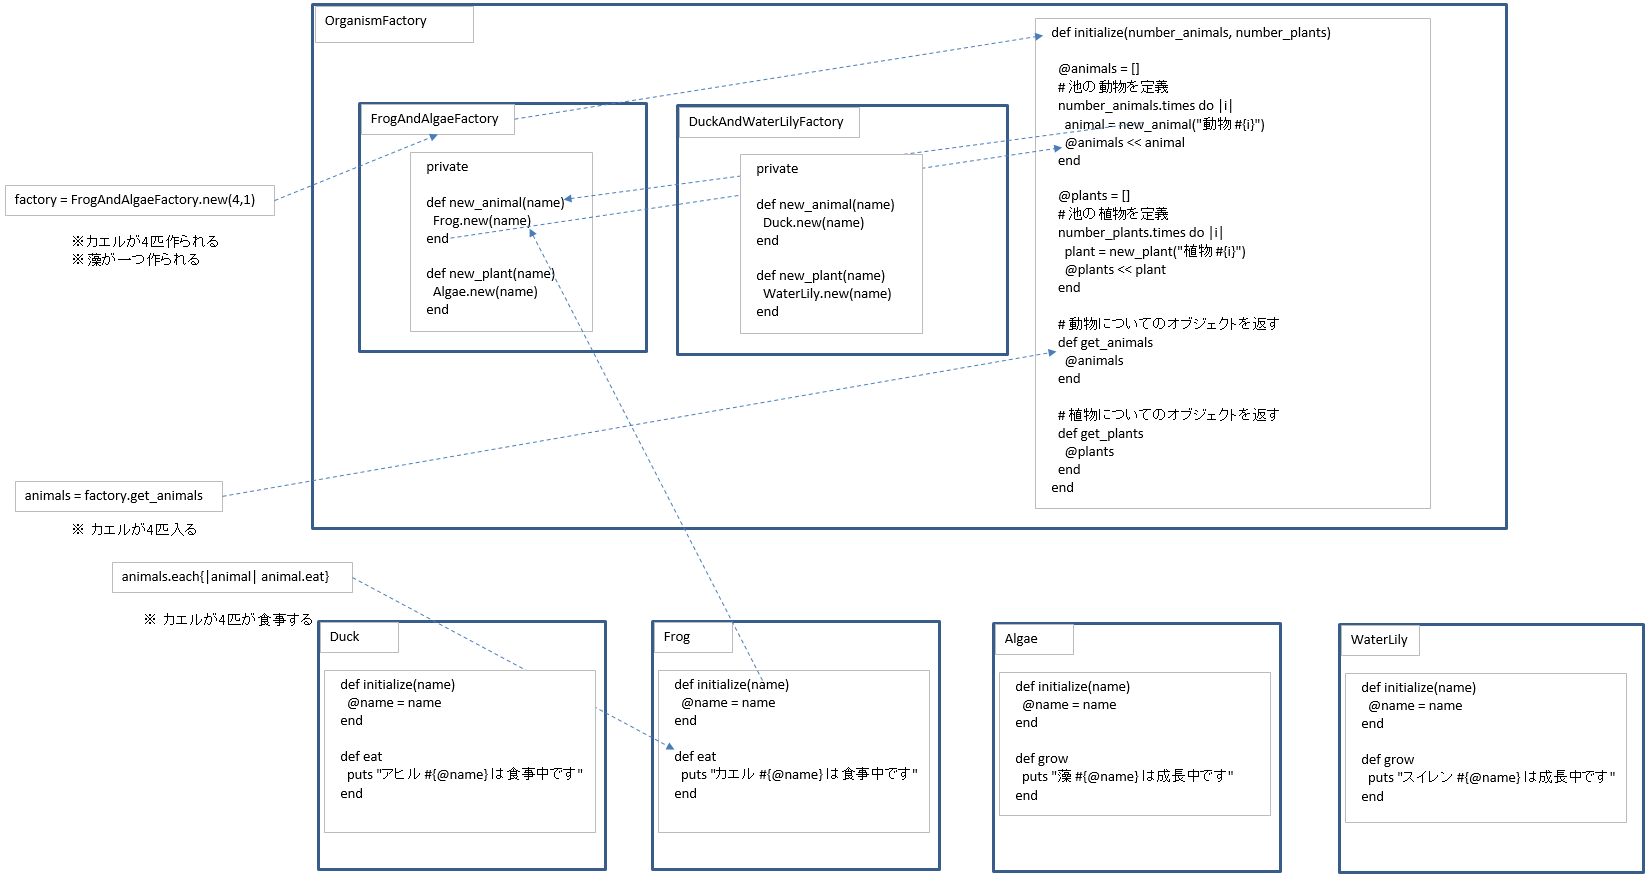 OrganismFactory
def initialize(number_animals, number_plants)
@animals = []
# 池の動物を定義
number_animals.times do |i|
animal = new_animal("動物 #{i}")
@animals << animal
end
@plants = []
# 池の植物を定義
number_plants.times do |i|
plant = new_plant("植物 #{i}")
@plants << plant
end
# 動物についてのオブジェクトを返す
def get_animals
@animals
end
# 植物についてのオブジェクトを返す
def get_plants
@plants
end
end
FrogAndAlgaeFactory
private
def new_animal(name)
Frog.new(name)
end
def new_plant(name)
Algae.new(name)
end
DuckAndWaterLilyFactory
private
def new_animal(name)
Duck.new(name)
end
def new_plant(name)
WaterLily.new(name)
end
factory = FrogAndAlgaeFactory.new(4,1)
※カエルが4匹作られる
※藻が一つ作られる
animals = factory.get_animals
※ カエルが4匹入る
animals.each{|animal| animal.eat}
※ カエルが4匹が食事する
Duck
def initialize(name)
@name = name
end
def eat
puts "アヒル #{@name} は食事中です"
end
Frog
def initialize(name)
@name = name
end
def eat
puts "カエル #{@name} は食事中です"
end
Algae
def initialize(name)
@name = name
end
def grow
puts "藻 #{@name} は成長中です"
end
WaterLily
def initialize(name)
@name = name
end
def grow
puts "スイレン #{@name} は成長中です"
end